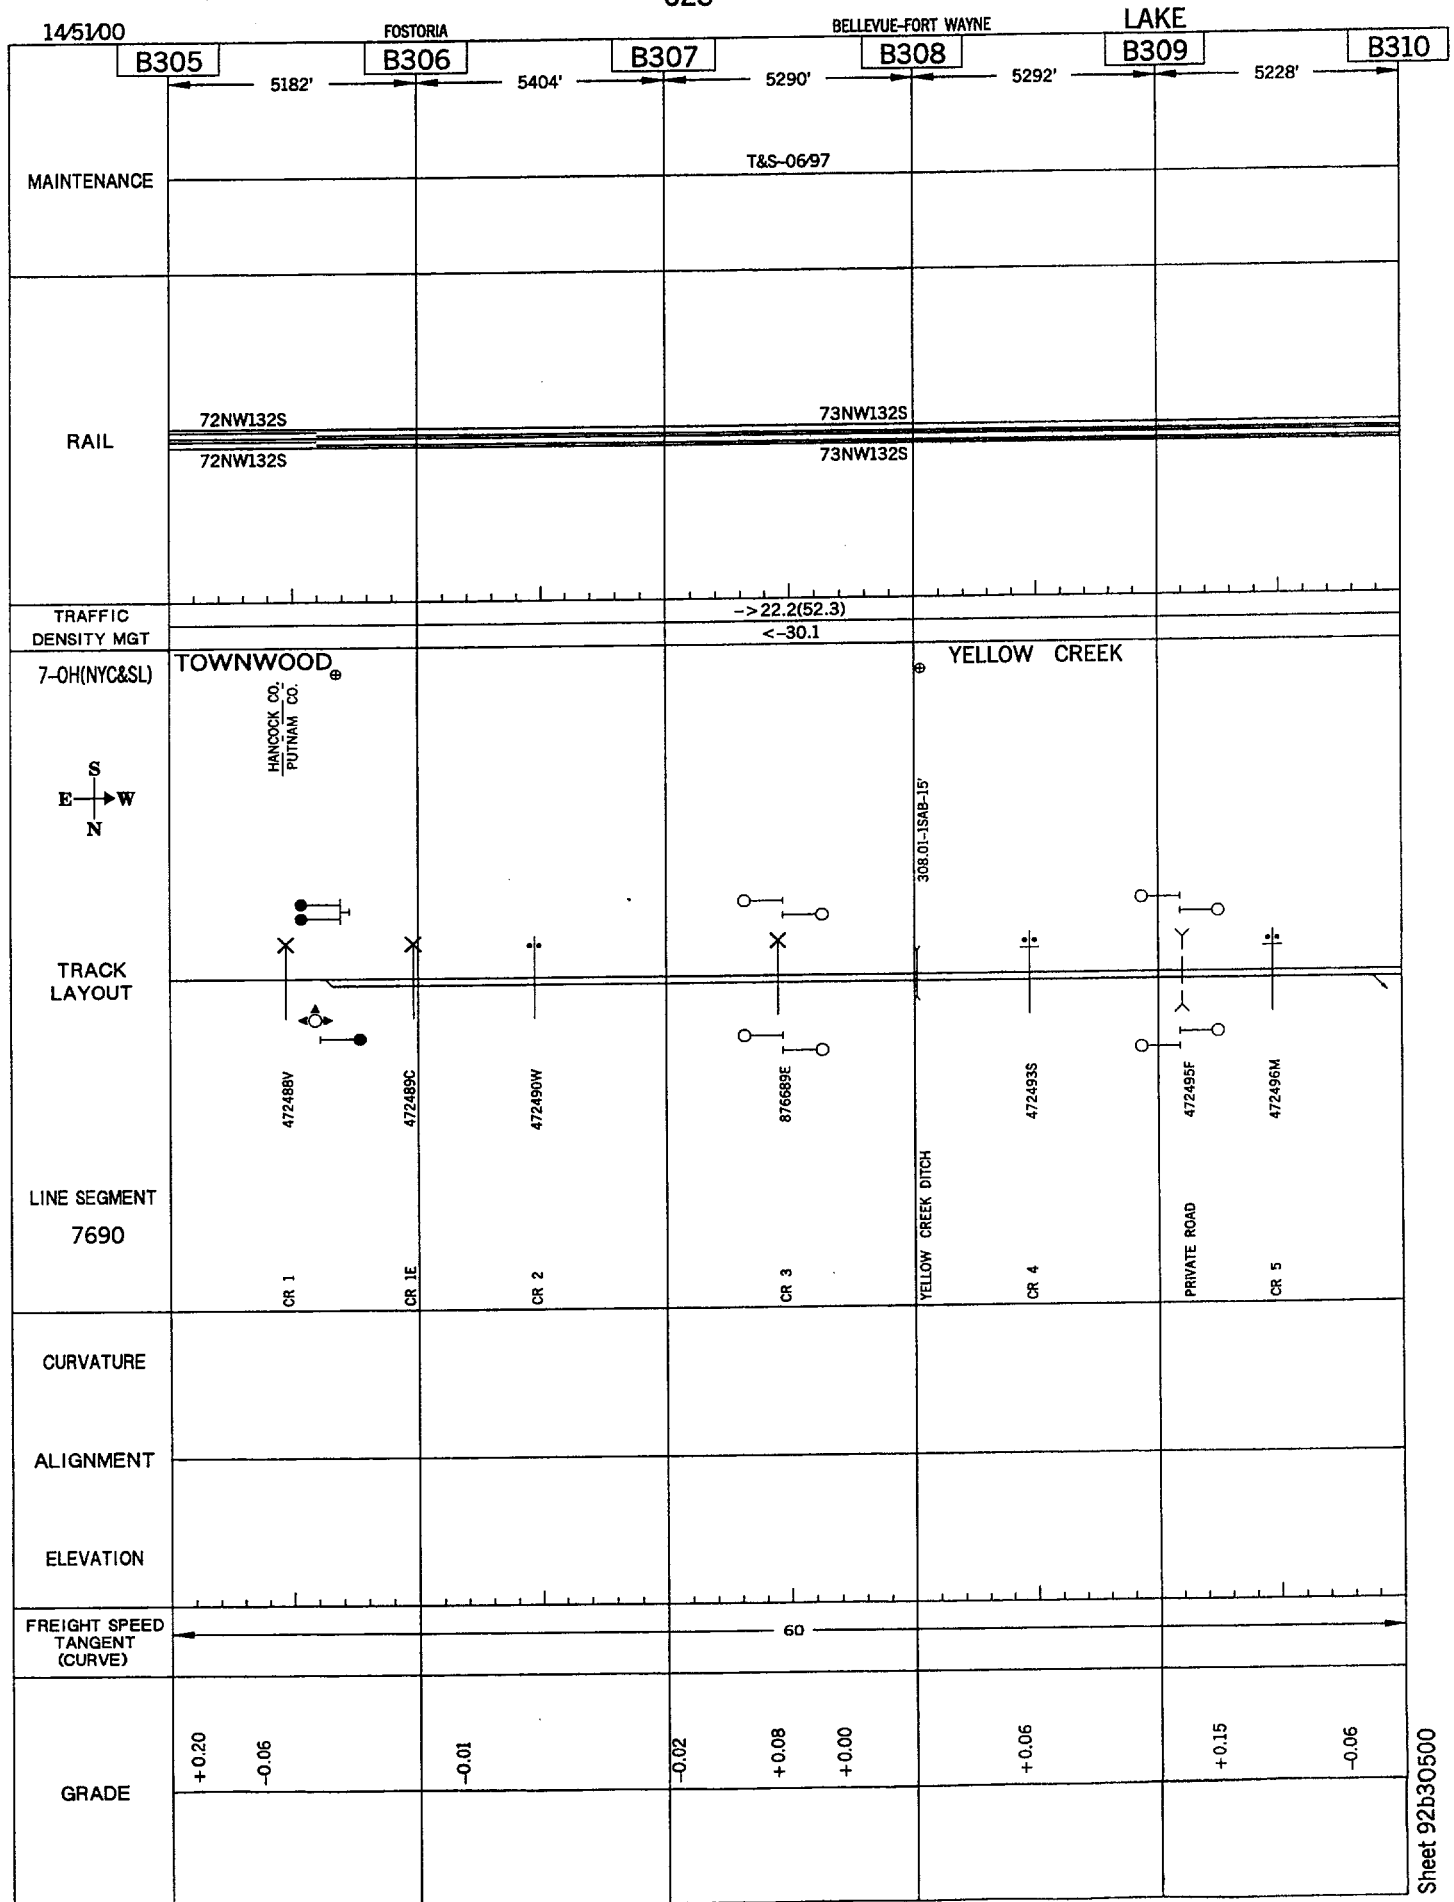 14/51/00 FOSTORIA BELLEVUE-FORT WAYNE LAKE
B305 B306 B307 B308 B309 B310
5182' 5404' 5290' 5292' 5228'
T&S-06/97
MAINTENANCE
72NW132S 73NW132S
RAIL
72NW132S 73NW132S
TRAFFIC
DENSITY MGT
->22.2(52.3)
<-30.1
7-OH(NYC&SL)
TOWNWOOD
YELLOW CREEK
HANCOCK CO.
PUTNAM CO.
S
E W
N
308.01-1SAB-15'
TRACK
LAYOUT
472488V 472489C 472490W 876689E 472493S 472495F 472496M
LINE SEGMENT
7690
CR 1 CR 1E CR 2 CR 3 YELLOW CREEK DITCH CR 4 PRIVATE ROAD CR 5
CURVATURE
ALIGNMENT
ELEVATION
FREIGHT SPEED
TANGENT
(CURVE)
60
GRADE
+0.20 -0.06 -0.01 -0.02 +0.08 +0.00 +0.06 +0.15 -0.06
Sheet 92b30500